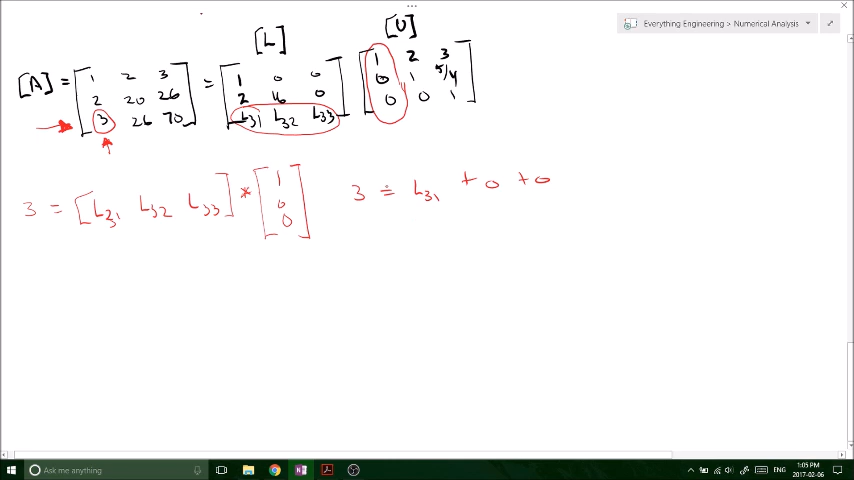 Everything Engineering > Numerical Analysis
[L] [U]
[A] = [1 2 3 = [1 0 0 [1 2 3
2 20 26 2 16 0 0 1 5/4
3 26 70] L31 L32 L33] 0 0 1]
3 = [L31 L32 L33] * [1 0 0] 3 = L31 + 0 + 0
Ask me anything
ENG
1:05 PM
2017-02-06